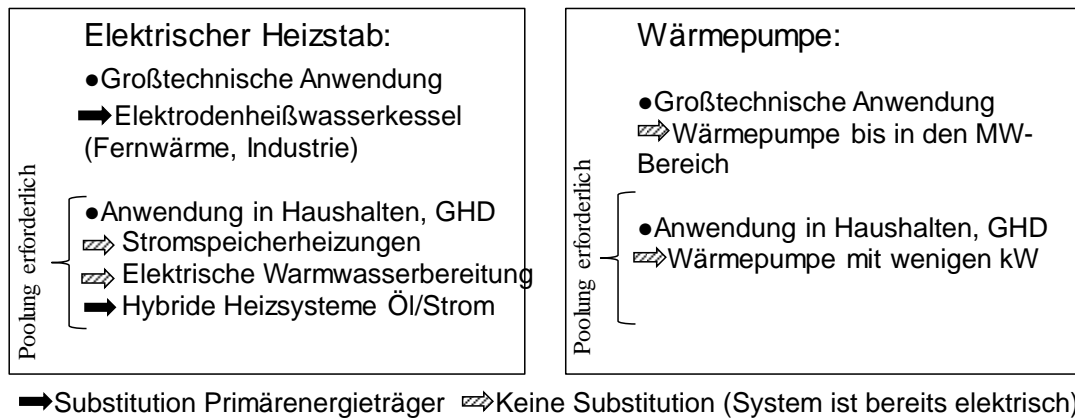 Elektrischer Heizstab:
●Großtechnische Anwendung
Elektrodenheißwasserkessel
(Fernwärme, Industrie)
Poolung erforderlich
●Anwendung in Haushalten, GHD
Stromspeicherheizungen
Elektrische Warmwasserbereitung
Hybride Heizsysteme Öl/Strom
Wärmepumpe:
●Großtechnische Anwendung
Wärmepumpe bis in den MW-
Bereich
Poolung erforderlich
●Anwendung in Haushalten, GHD
Wärmepumpe mit wenigen kW
Substitution Primärenergieträger Keine Substitution (System ist bereits elektrisch)